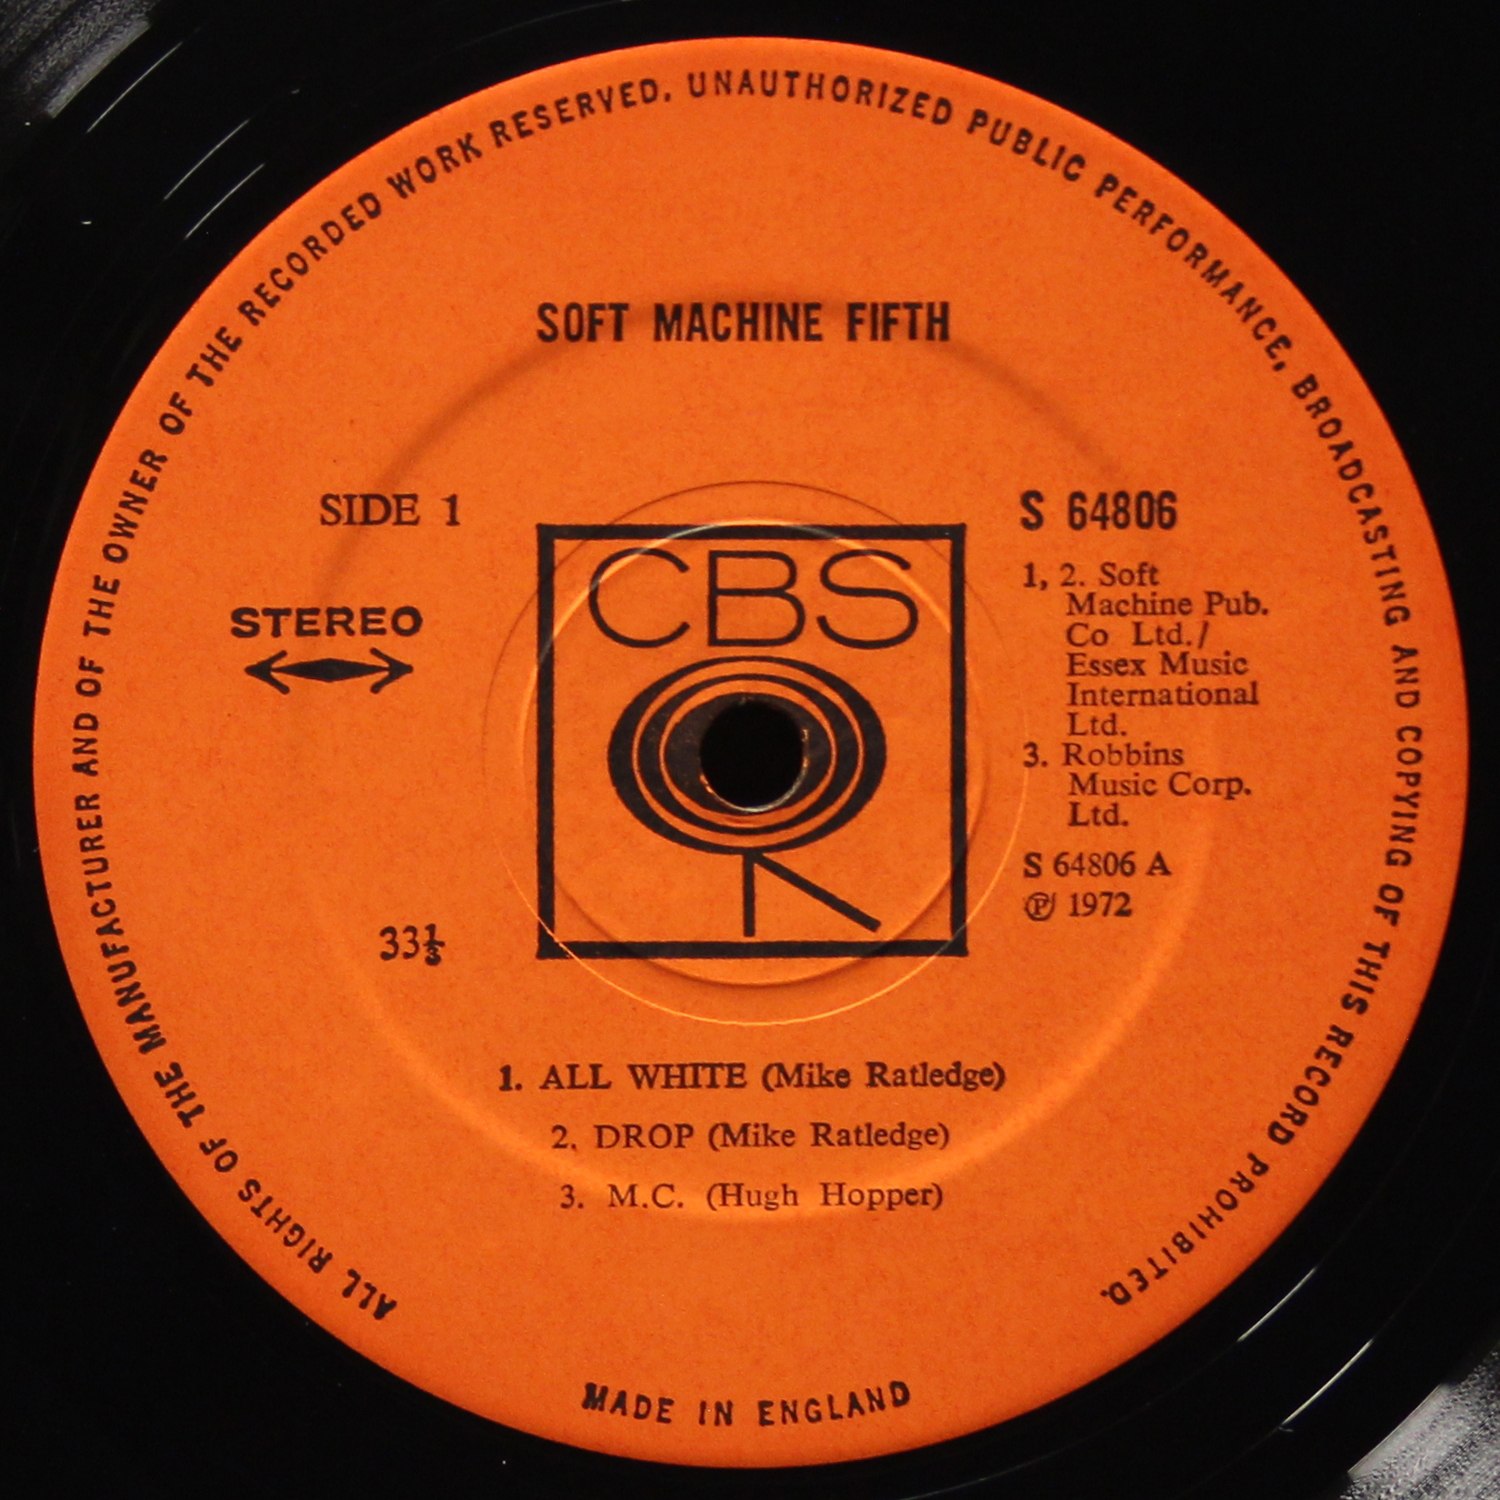 ALL RIGHTS OF THE MANUFACTURER AND OF THE OWNER OF THE RECORDED WORK RESERVED. UNAUTHORIZED PUBLIC PERFORMANCE, BROADCASTING AND COPYING OF THIS RECORD PROHIBITED.
SOFT MACHINE FIFTH
SIDE 1
STEREO
33⅓
CBS
S 64806
1, 2. Soft
Machine Pub.
Co Ltd./
Essex Music
International
Ltd.
3. Robbins
Music Corp.
Ltd.
S 64806 A
℗ 1972
1. ALL WHITE (Mike Ratledge)
2. DROP (Mike Ratledge)
3. M.C. (Hugh Hopper)
MADE IN ENGLAND